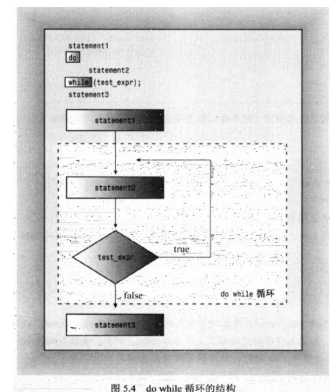 statement1
do
statement2
while (test_expr);
statement3
statement1
statement2
test_expr
true
do while 循环
false
statement3
图 5.4 do while 循环的结构